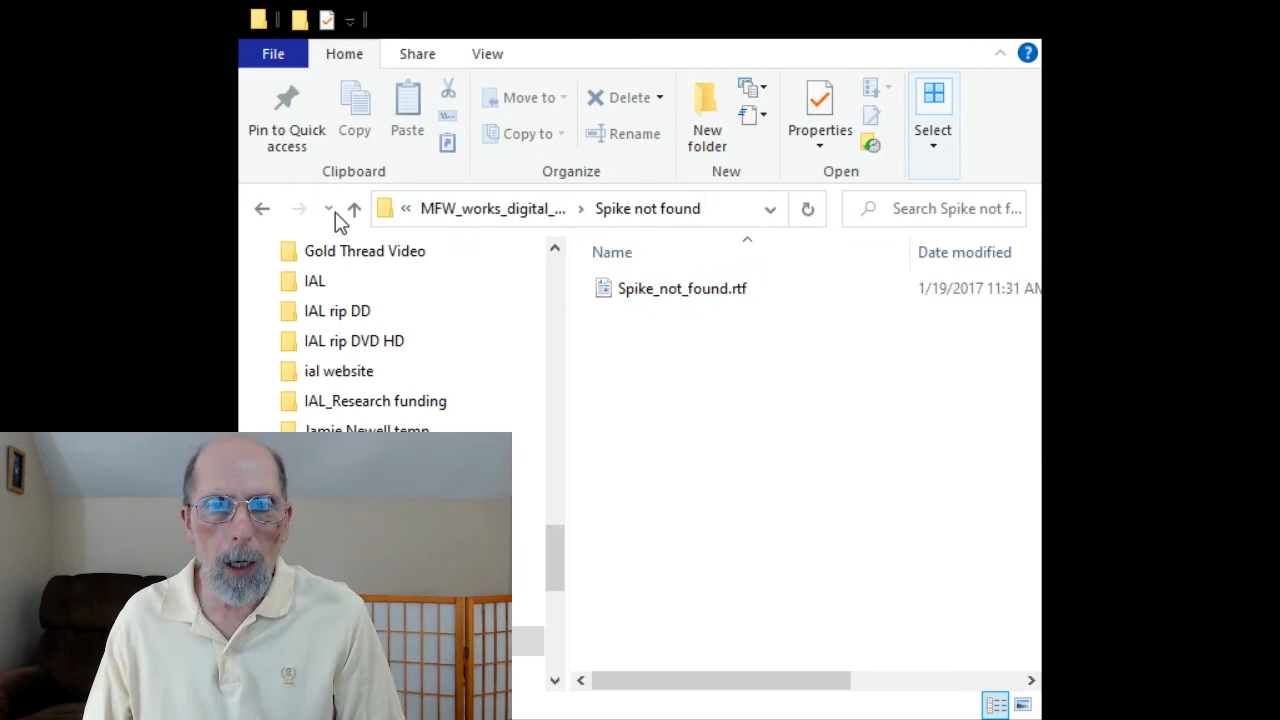 File Home Share View
Pin to Quick access
Copy
Paste
Move to
Copy to
Delete
Rename
New folder
Properties
Select
Clipboard Organize New Open
« MFW_works_digital_... › Spike not found
Search Spike not f...
Gold Thread Video
IAL
IAL rip DD
IAL rip DVD HD
ial website
IAL_Research funding
Jamie Newell temp
Name Date modified
Spike_not_found.rtf 1/19/2017 11:31 AM